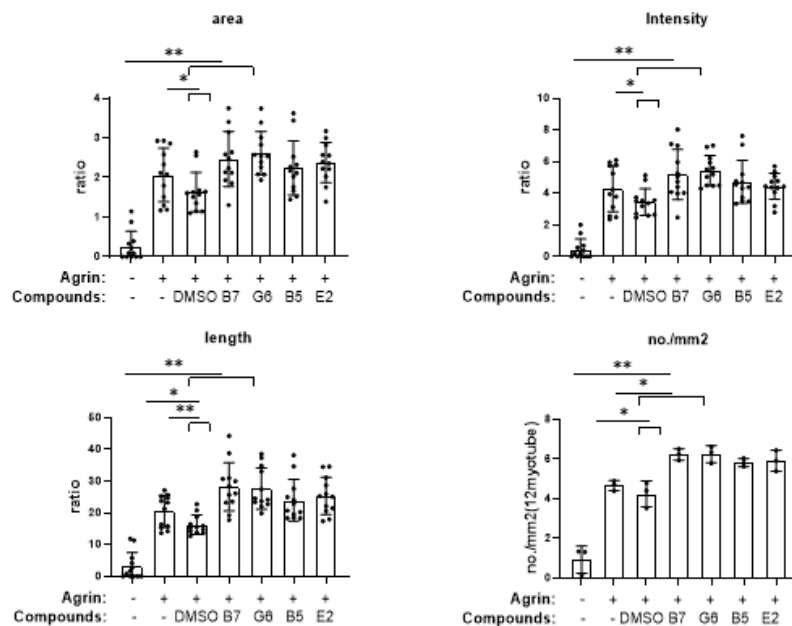 area
**
*
4
3
2
1
0
ratio
Agrin: - + + + + + +
Compounds: - - DMSO B7 G6 B5 E2
Intensity
**
*
10
8
6
4
2
0
ratio
Agrin: - + + + + + +
Compounds: - - DMSO B7 G6 B5 E2
length
**
*
**
50
40
30
20
10
0
ratio
Agrin: - + + + + + +
Compounds: - - DMSO B7 G6 B5 E2
no./mm2
**
*
*
8
6
4
2
0
no./mm2(12myotube)
Agrin: - + + + + + +
Compounds: - - DMSO B7 G6 B5 E2